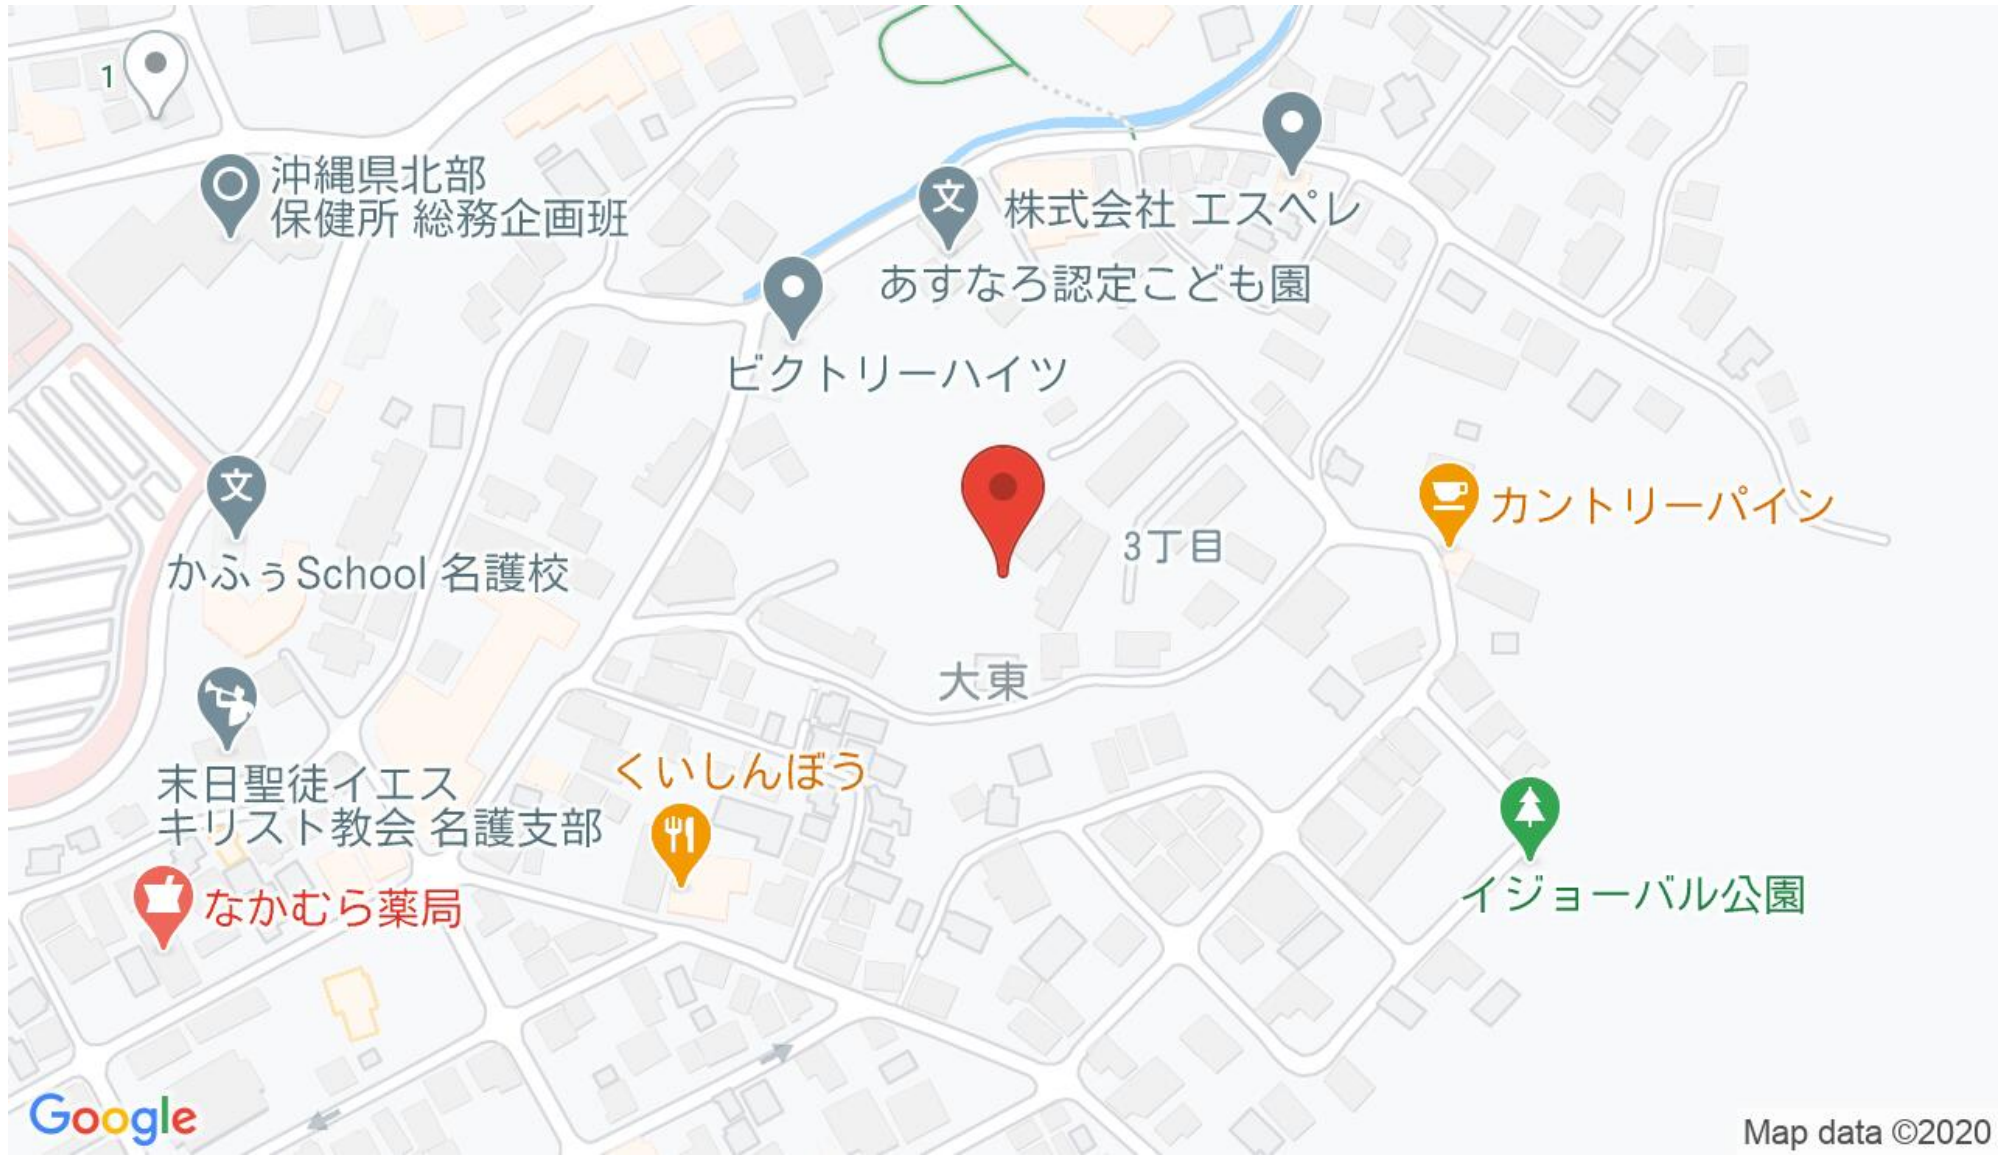 1
沖縄県北部
保健所 総務企画班
文
株式会社 エスペレ
あすなろ認定こども園
ビクトリーハイツ
文
カントリーパイン
3丁目
かふぅSchool 名護校
大東
くいしんぼう
末日聖徒イエス
キリスト教会 名護支部
イジョーバル公園
なかむら薬局
Google
Map data ©2020